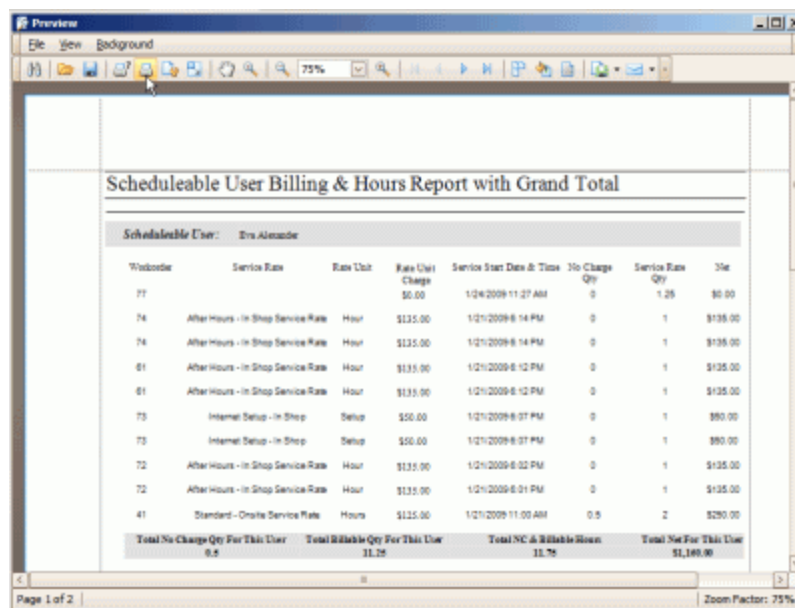 Preview
File View Background
75%
Scheduleable User Billing & Hours Report with Grand Total
Scheduleable User: Eva Alexander
Workorder Service Rate Rate Unit Rate Unit Charge Service Start Date & Time No Charge Qty Service Rate Qty Net
77 $0.00 1/24/2009 11:27 AM 0 1.25 $0.00
74 After Hours - In Shop Service Rate Hour $135.00 1/21/2009 6:14 PM 0 1 $135.00
74 After Hours - In Shop Service Rate Hour $135.00 1/21/2009 6:14 PM 0 1 $135.00
61 After Hours - In Shop Service Rate Hour $135.00 1/21/2009 6:12 PM 0 1 $135.00
61 After Hours - In Shop Service Rate Hour $135.00 1/21/2009 6:12 PM 0 1 $135.00
73 Internet Setup - In Shop Setup $50.00 1/21/2009 6:07 PM 0 1 $50.00
73 Internet Setup - In Shop Setup $50.00 1/21/2009 6:07 PM 0 1 $50.00
72 After Hours - In Shop Service Rate Hour $135.00 1/21/2009 6:02 PM 0 1 $135.00
72 After Hours - In Shop Service Rate Hour $135.00 1/21/2009 6:01 PM 0 1 $135.00
41 Standard - Onsite Service Rate Hours $125.00 1/21/2009 11:00 AM 0.5 2 $250.00
Total No Charge Qty For This User Total Billable Qty For This User Total NC & Billable Hours Total Net For This User
0.5 11.25 11.75 $1,160.00
Page 1 of 2 Zoom Factor: 75%